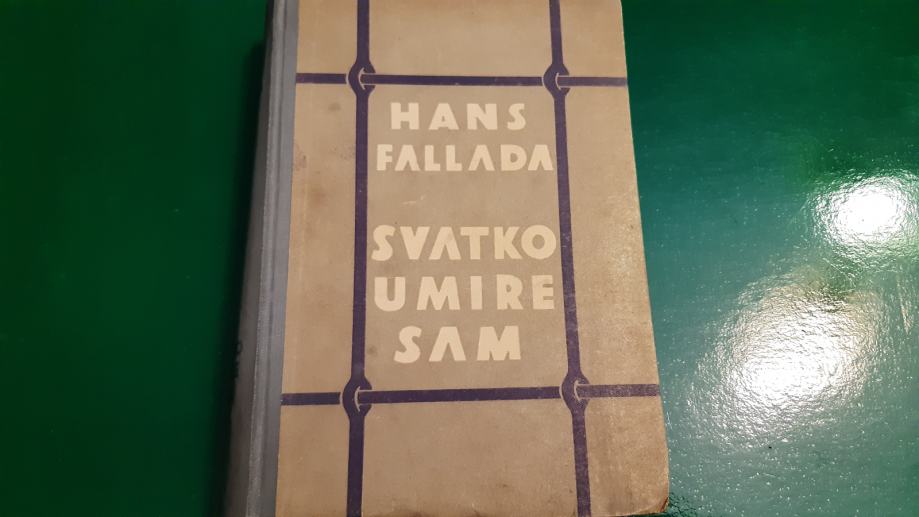 HANS
FALLADA
SVATKO
UMIRE
SAM